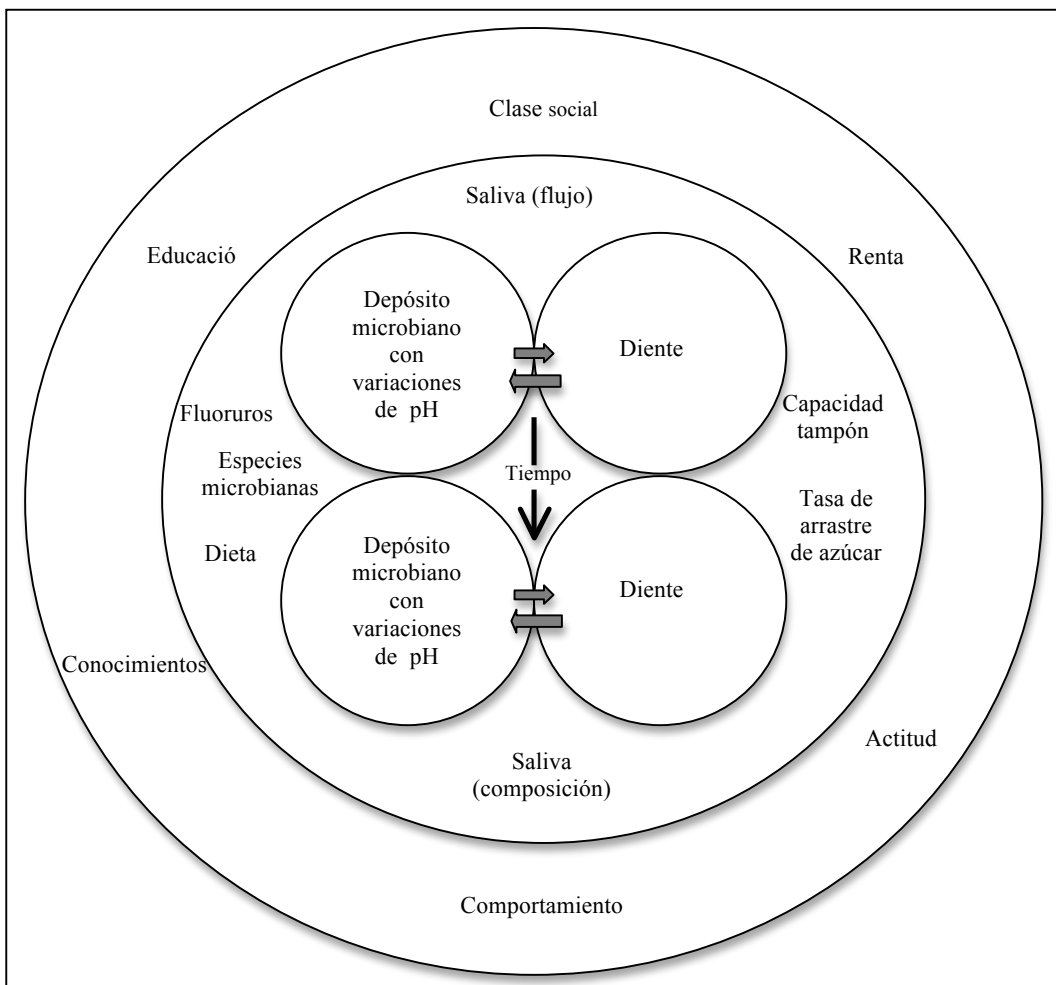 Clase social
Saliva (flujo)
Educació
Renta
Depósito
microbiano
con
variaciones
de pH
Diente
Fluoruros
Capacidad
tampón
Especies
microbianas
Tiempo
Tasa de
arrastre
de azúcar
Dieta
Depósito
microbiano
con
variaciones
de pH
Diente
Conocimientos
Actitud
Saliva
(composición)
Comportamiento